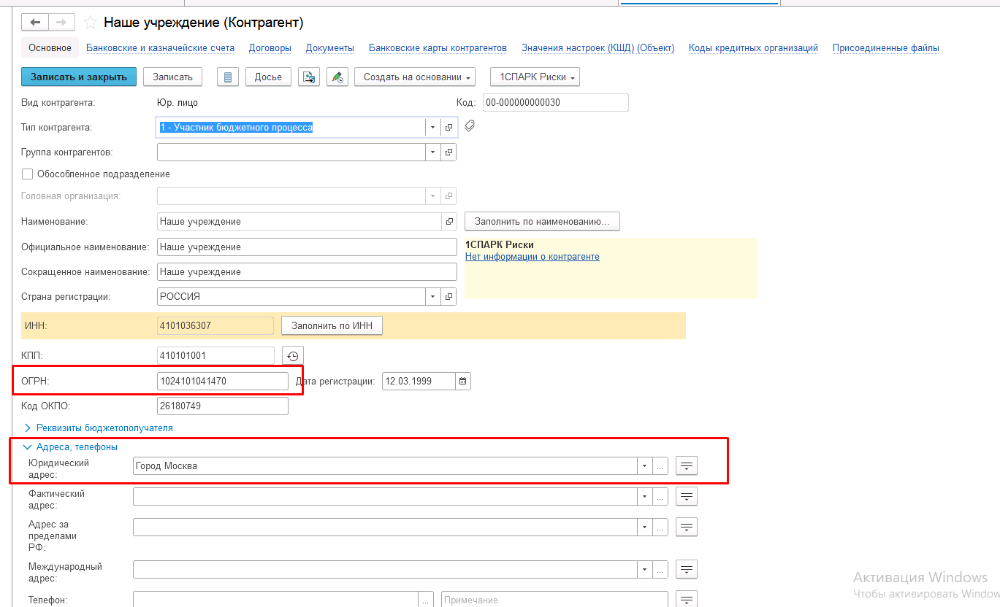 Наше учреждение (Контрагент)
Основное Банковские и казначейские счета Договоры Документы Банковские карты контрагентов Значения настроек (КШД) (Объект) Коды кредитных организаций Присоединенные файлы
Записать и закрыть Записать Досье Создать на основании 1СПАРК Риски
Вид контрагента: Юр. лицо Код: 00-000000000030
Тип контрагента: 1 - Участник бюджетного процесса
Группа контрагентов:
Обособленное подразделение
Головная организация:
Наименование: Наше учреждение Заполнить по наименованию...
Официальное наименование: Наше учреждение 1СПАРК Риски
Нет информации о контрагенте
Сокращенное наименование: Наше учреждение
Страна регистрации: РОССИЯ
ИНН: 4101036307 Заполнить по ИНН
КПП: 410101001
ОГРН: 1024101041470 Дата регистрации: 12.03.1999
Код ОКПО: 26180749
Реквизиты бюджетополучателя
Адреса, телефоны
Юридический адрес: Город Москва ...
Фактический адрес: ...
Адрес за пределами РФ: ...
Международный адрес: ...
Телефон: ... Примечание
Активация Windows
Чтобы активировать Window